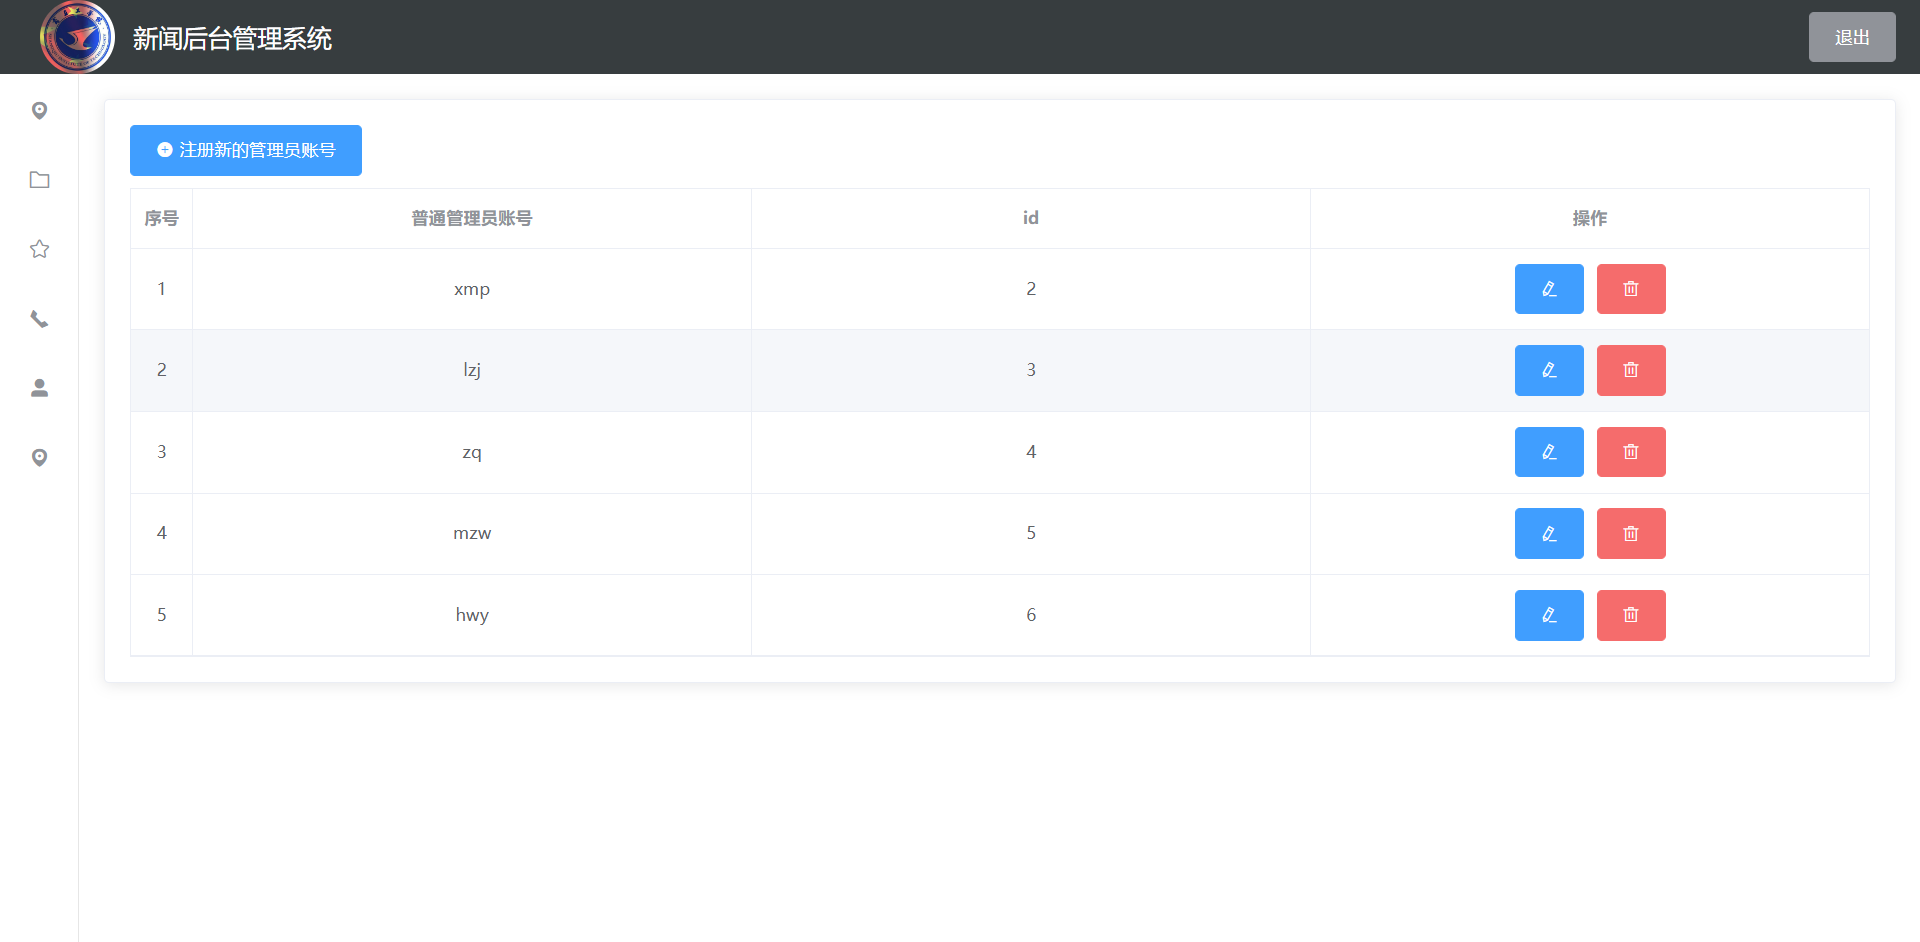 新闻后台管理系统
退出
注册新的管理员账号
序号 普通管理员账号 id 操作
1 xmp 2
2 lzj 3
3 zq 4
4 mzw 5
5 hwy 6